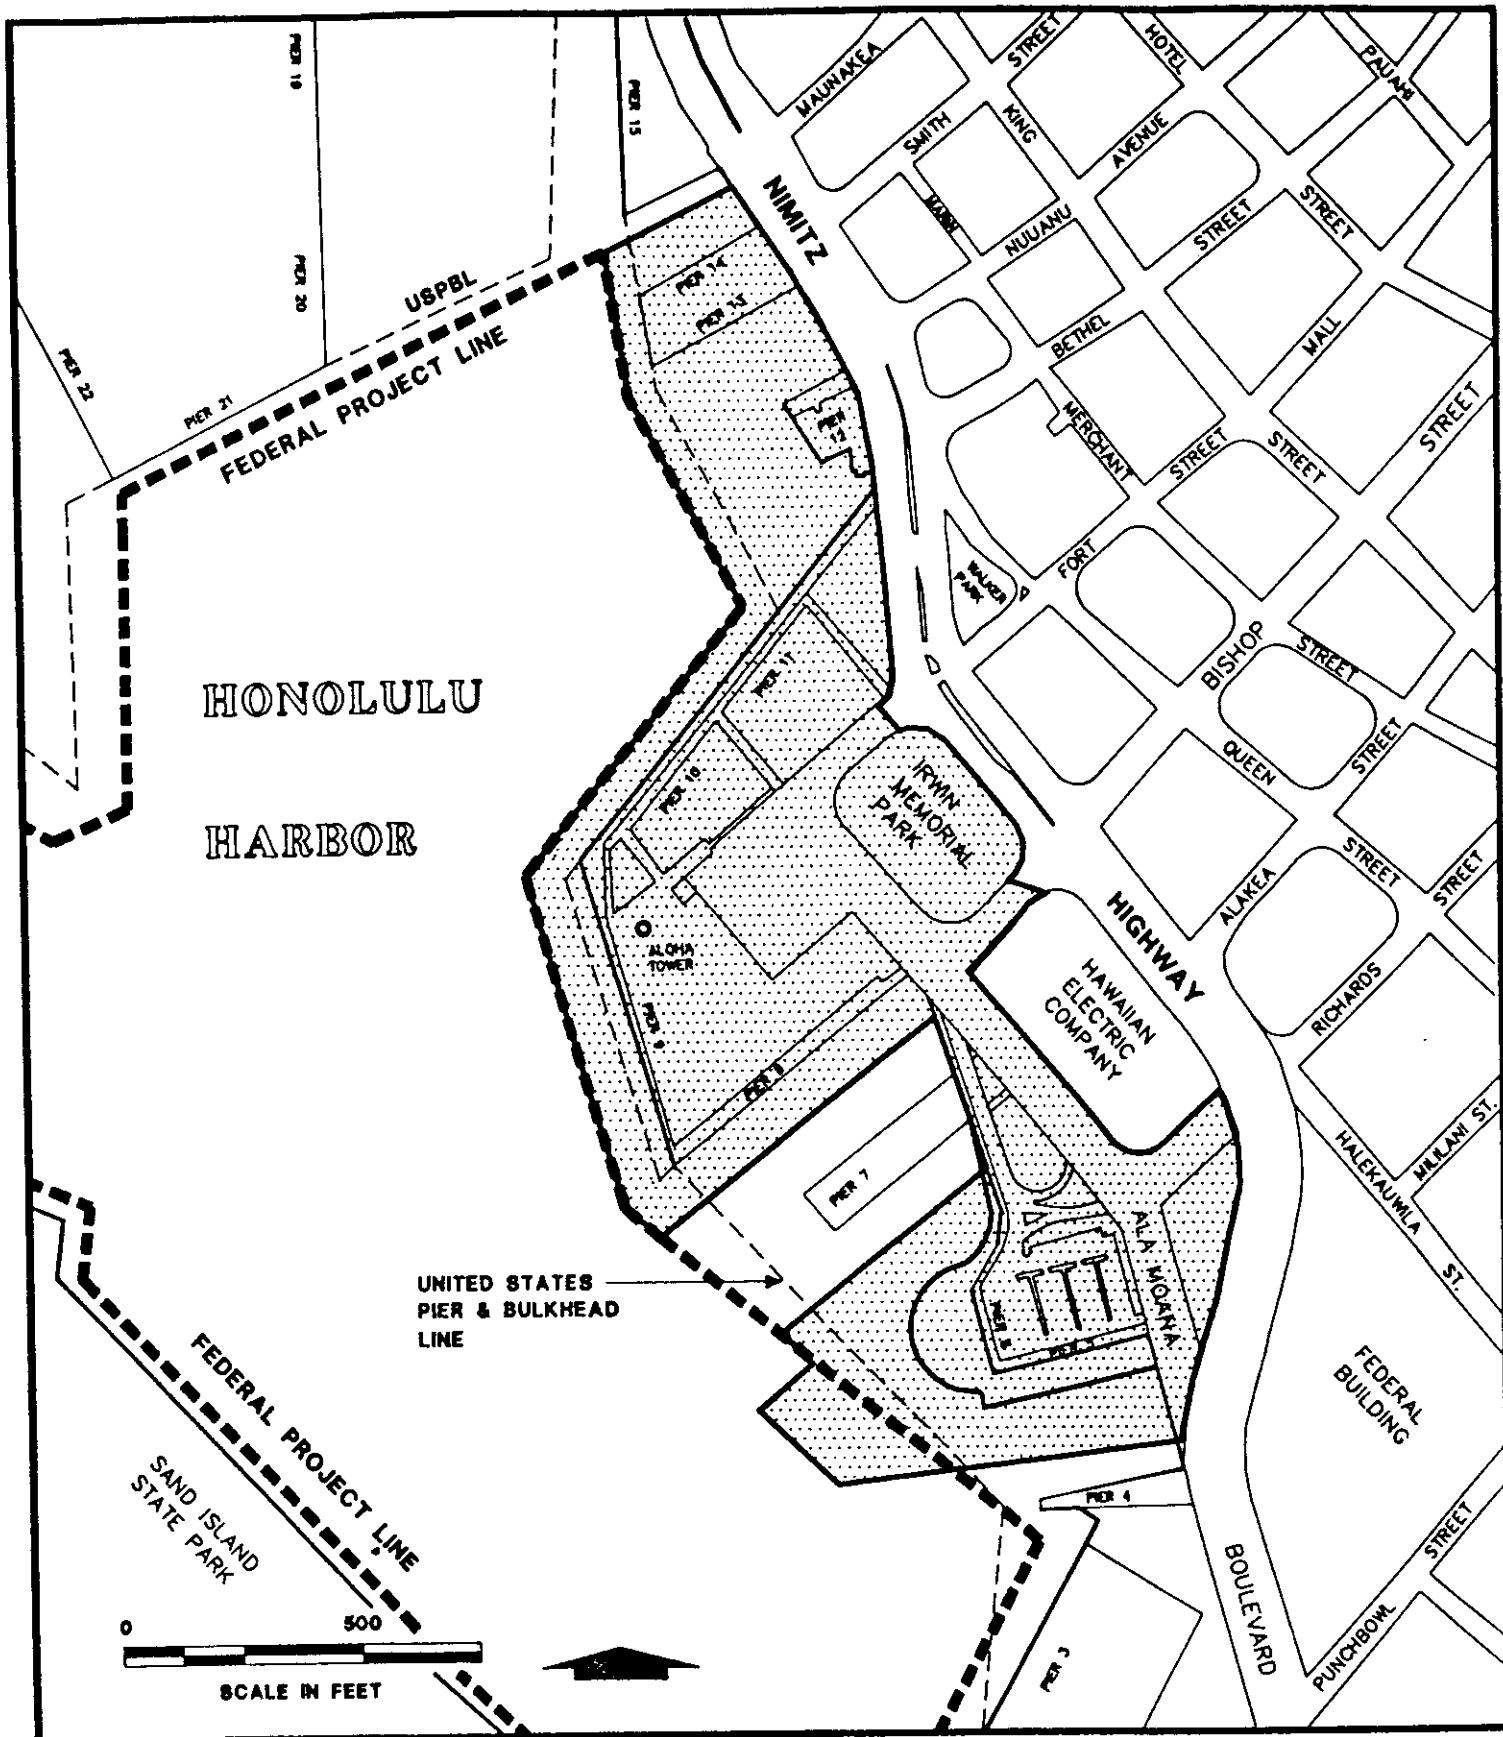 PIER 19
PIER 15
MAUNAKEA
STREET
HOTEL
PAUAHI
SMITH
KING
AVENUE
MARIN
NIMITZ
NUUANU
STREET
STREET
PIER 20
USPBL
PIER 14
PIER 13
BETHEL
MALL
PIER 22
PIER 21
FEDERAL PROJECT LINE
PIER
12
MERCHANT
STREET
STREET
STREET
WALKER
PARK
FORT
HONOLULU
HARBOR
PIER 11
BISHOP
STREET
PIER 10
IRWIN
MEMORIAL
PARK
QUEEN
STREET
ALAKEA
STREET
STREET
ALOHA
TOWER
HIGHWAY
PIER 9
HAWAIIAN
ELECTRIC
COMPANY
RICHARDS
PIER 8
HALEKAUWILA
ST.
MILILANI ST.
PIER 7
ALA MOANA
UNITED STATES
PIER & BULKHEAD
LINE
PIER 5
FEDERAL
BUILDING
FEDERAL PROJECT LINE
SAND ISLAND
STATE PARK
PIER 4
STREET
BOULEVARD
PUNCHBOWL
PIER 3
0 500
SCALE IN FEET